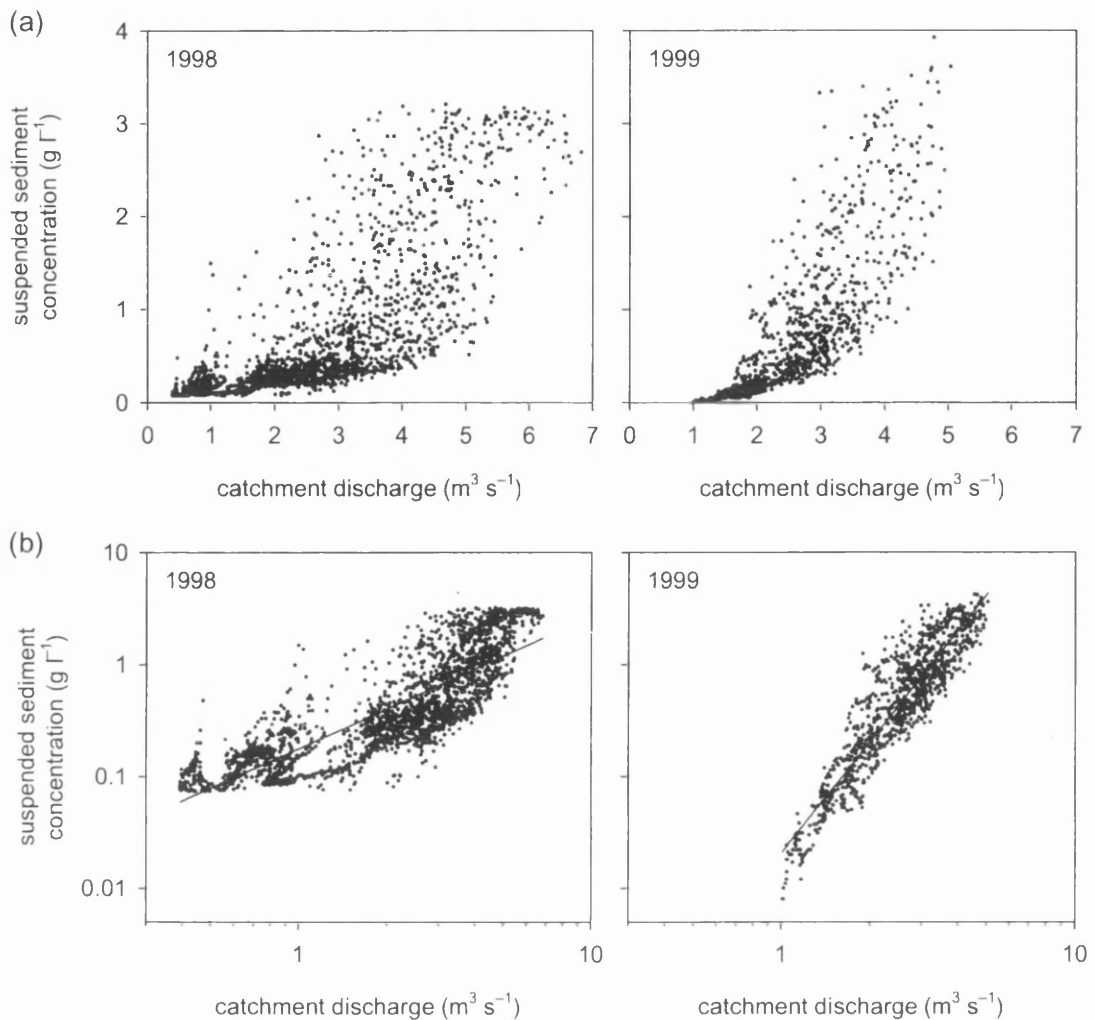 (a)
1998
1999
4
3
2
1
0
suspended sediment
concentration (g l⁻¹)
0 1 2 3 4 5 6 7
0 1 2 3 4 5 6 7
catchment discharge (m³ s⁻¹)
catchment discharge (m³ s⁻¹)
(b)
1998
1999
10
1
0.1
0.01
suspended sediment
concentration (g l⁻¹)
1 10
1 10
catchment discharge (m³ s⁻¹)
catchment discharge (m³ s⁻¹)